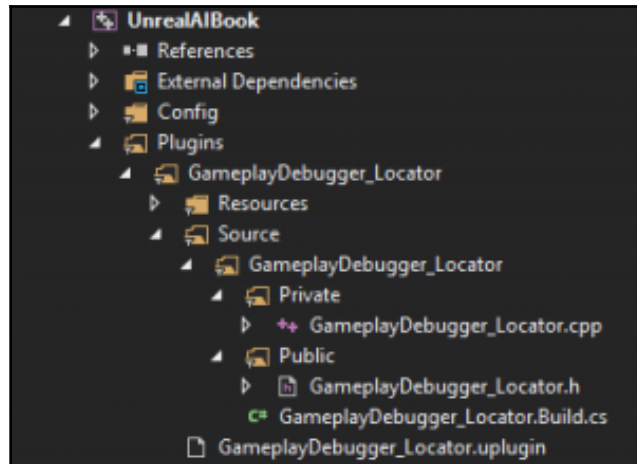 UnrealAIBook
References
External Dependencies
Config
Plugins
GameplayDebugger_Locator
Resources
Source
GameplayDebugger_Locator
Private
GameplayDebugger_Locator.cpp
Public
GameplayDebugger_Locator.h
C# GameplayDebugger_Locator.Build.cs
GameplayDebugger_Locator.uplugin